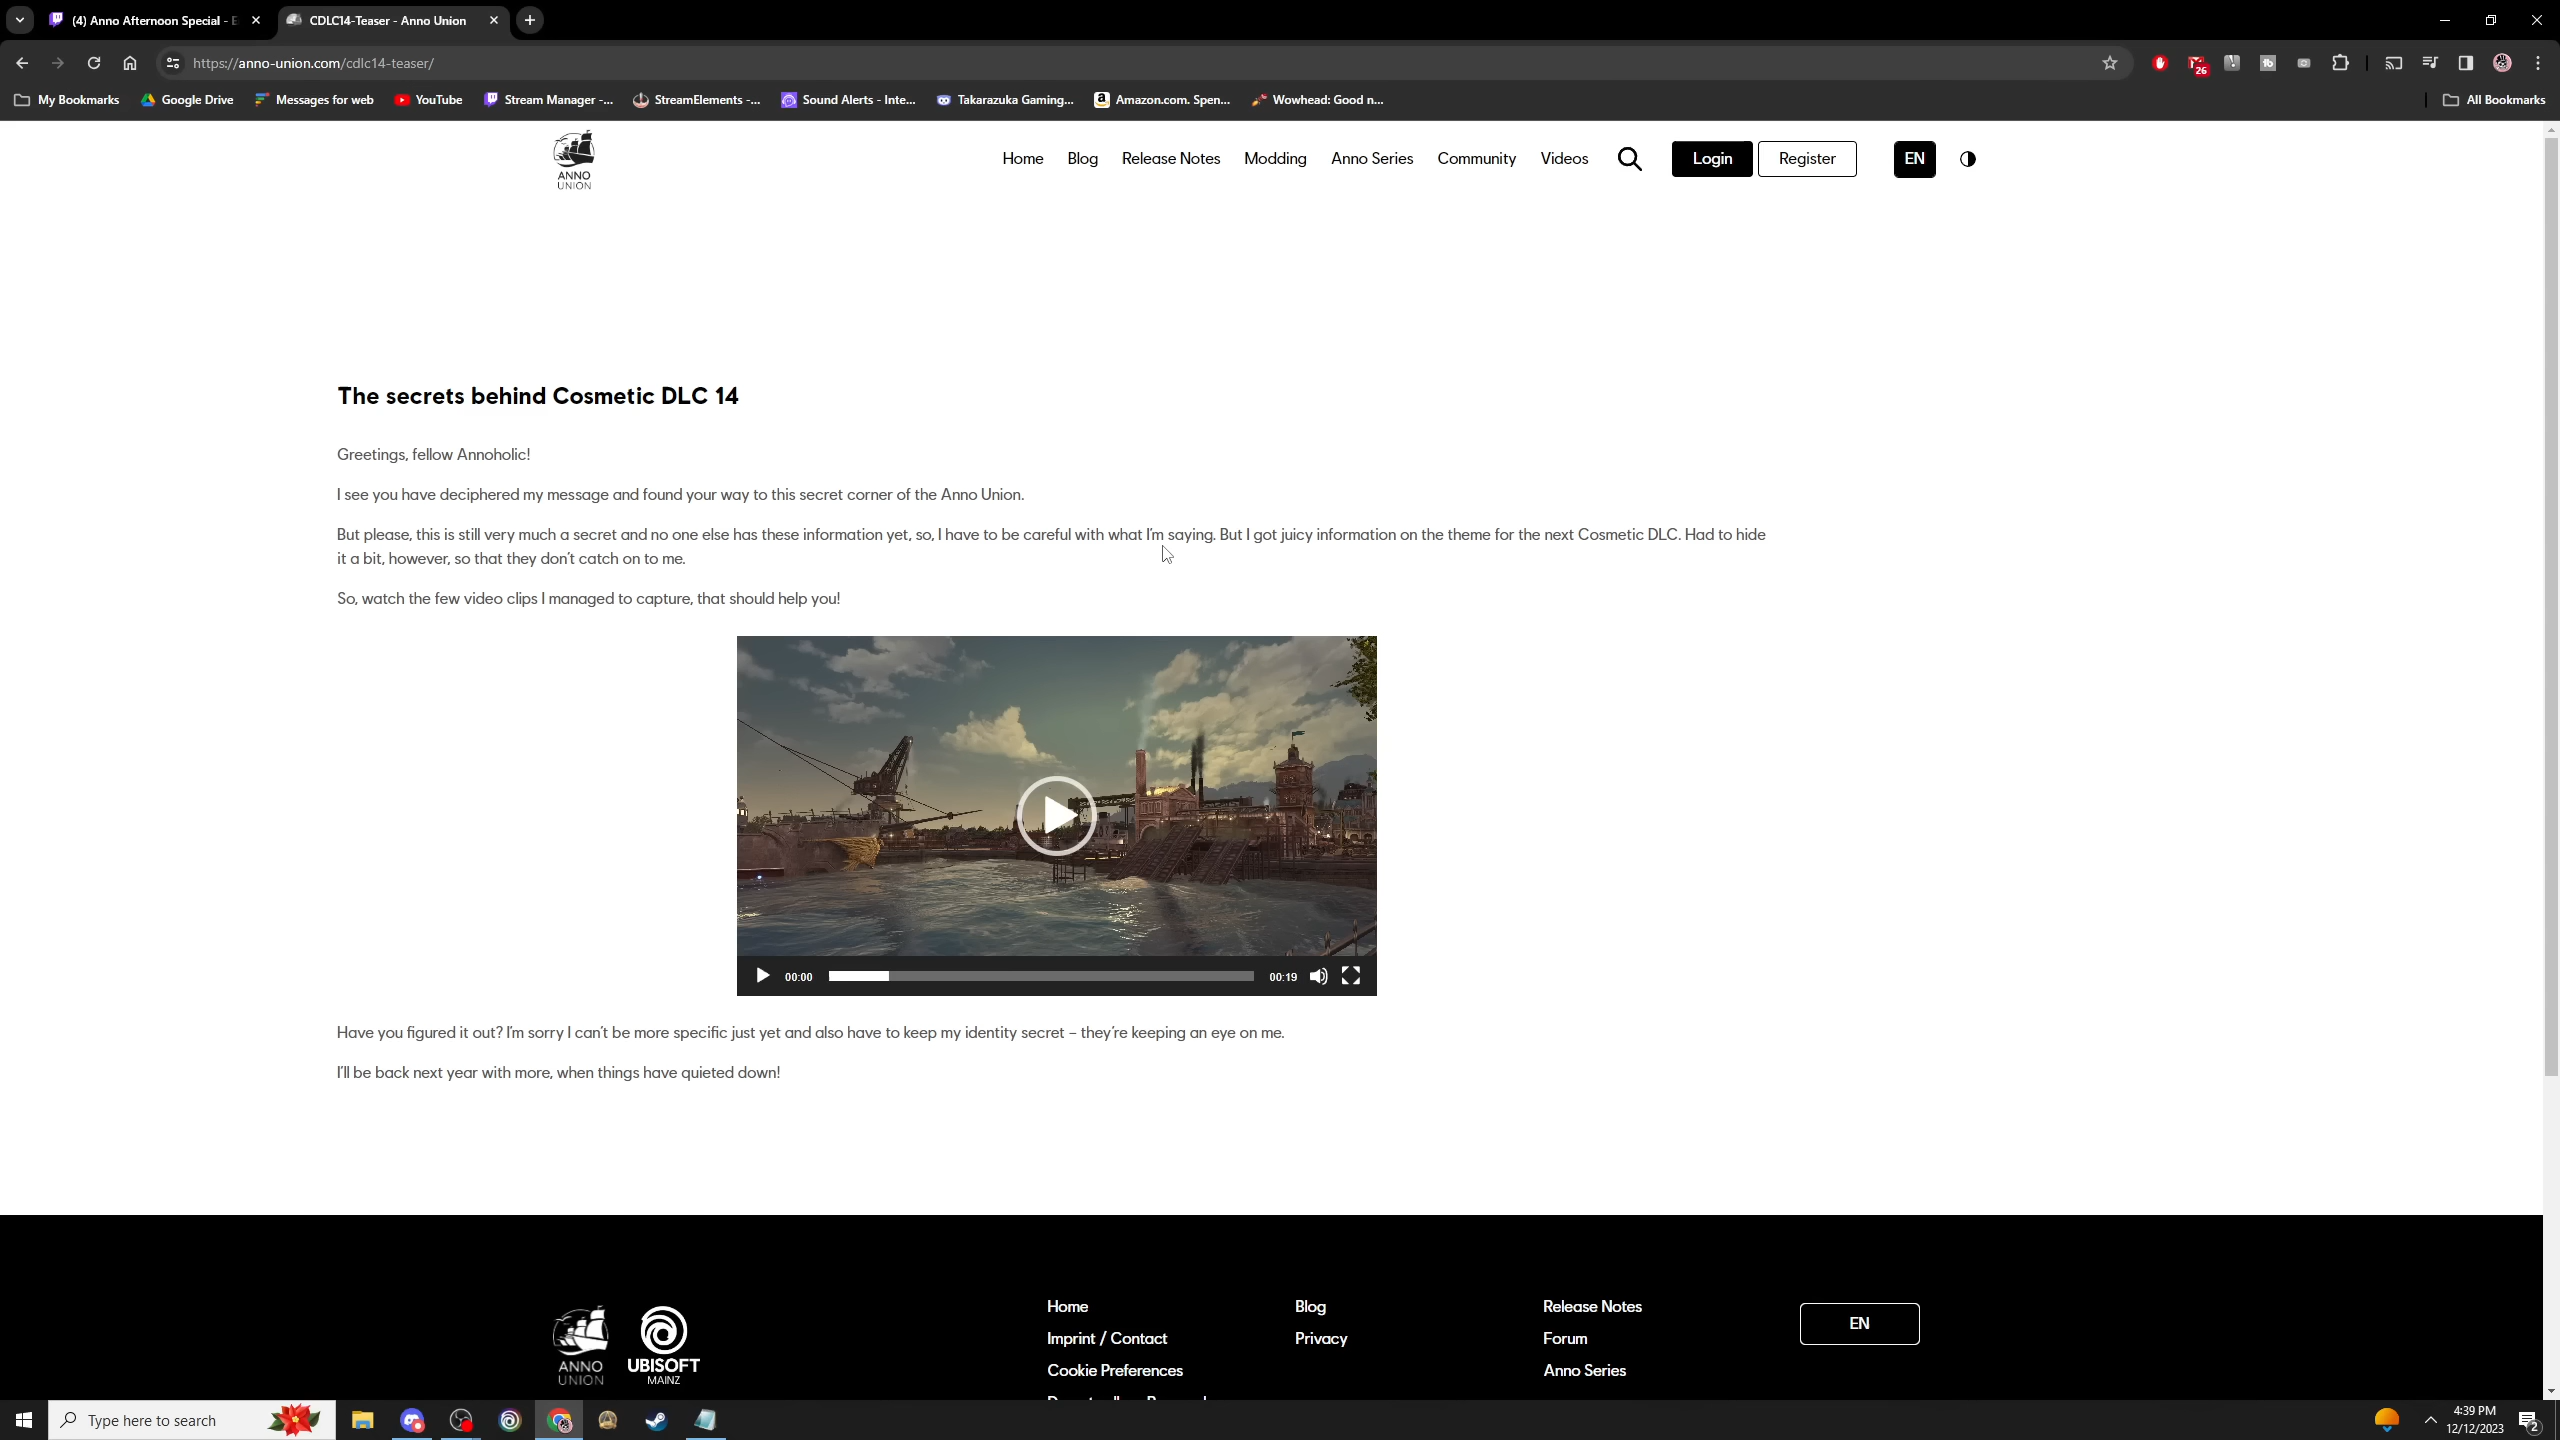 (4) Anno Afternoon Special - E
CDLC14-Teaser - Anno Union
https://anno-union.com/cdlc14-teaser/
26
My Bookmarks
Google Drive
Messages for web
YouTube
Stream Manager -...
StreamElements -...
Sound Alerts - Inte...
Takarazuka Gaming...
Amazon.com. Spen...
Wowhead: Good n...
All Bookmarks
ANNO
UNION
Home
Blog
Release Notes
Modding
Anno Series
Community
Videos
Login
Register
EN
The secrets behind Cosmetic DLC 14
Greetings, fellow Annoholic!
I see you have deciphered my message and found your way to this secret corner of the Anno Union.
But please, this is still very much a secret and no one else has these information yet, so, I have to be careful with what I'm saying. But I got juicy information on the theme for the next Cosmetic DLC. Had to hide
it a bit, however, so that they don't catch on to me.
So, watch the few video clips I managed to capture, that should help you!
00:00
00:19
Have you figured it out? I'm sorry I can't be more specific just yet and also have to keep my identity secret – they're keeping an eye on me.
I'll be back next year with more, when things have quieted down!
ANNO
UNION
UBISOFT
MAINZ
Home
Blog
Release Notes
EN
Imprint / Contact
Privacy
Forum
Cookie Preferences
Anno Series
Type here to search
4:39 PM
12/12/2023
2